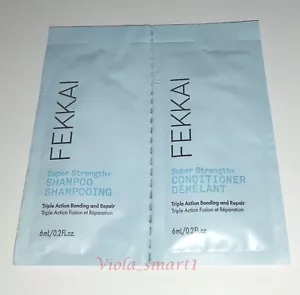 FEKKAI
Super Strength+
SHAMPOO
SHAMPOOING
Triple Action Bonding and Repair
Triple Action Fusion et Réparation
6mL/0.2Fl.oz.
FEKKAI
Super Strength+
CONDITIONER
DÉMÊLANT
Triple Action Bonding and Repair
Triple Action Fusion et Réparation
6mL/0.2Fl.oz.
Viola_smart1